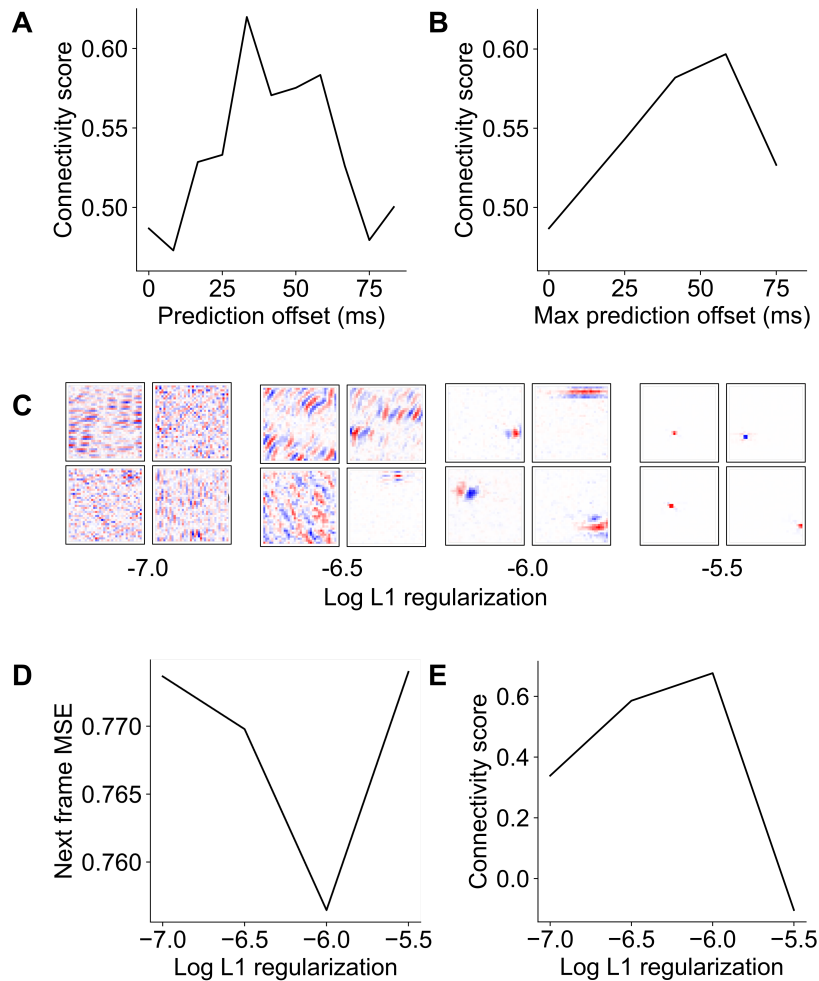 A
B
Connectivity score
0.60
0.55
0.50
0 25 50 75
Prediction offset (ms)
Connectivity score
0.60
0.55
0.50
0 25 50 75
Max prediction offset (ms)
C
-7.0 -6.5 -6.0 -5.5
Log L1 regularization
D
E
Next frame MSE
0.770
0.765
0.760
−7.0 −6.5 −6.0 −5.5
Log L1 regularization
Connectivity score
0.6
0.4
0.2
0.0
−7.0 −6.5 −6.0 −5.5
Log L1 regularization